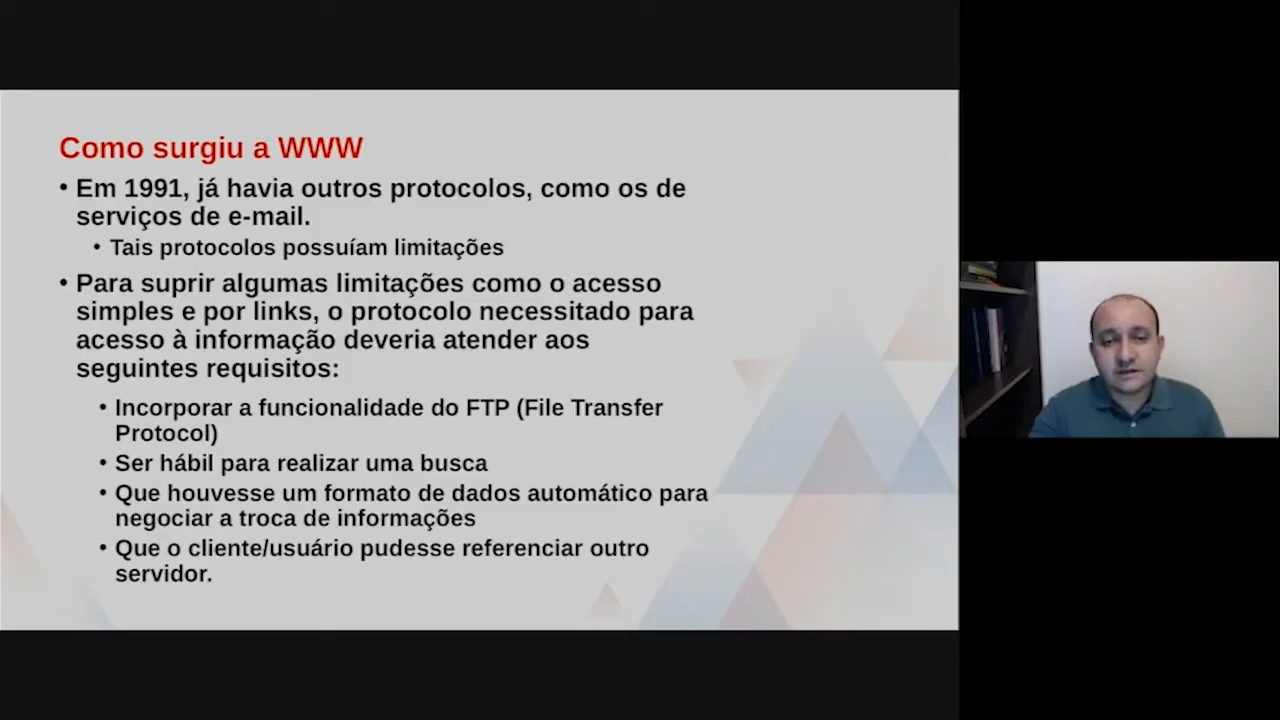 Como surgiu a WWW
• Em 1991, já havia outros protocolos, como os de
serviços de e-mail.
• Tais protocolos possuíam limitações
• Para suprir algumas limitações como o acesso
simples e por links, o protocolo necessitado para
acesso à informação deveria atender aos
seguintes requisitos:
• Incorporar a funcionalidade do FTP (File Transfer
Protocol)
• Ser hábil para realizar uma busca
• Que houvesse um formato de dados automático para
negociar a troca de informações
• Que o cliente/usuário pudesse referenciar outro
servidor.